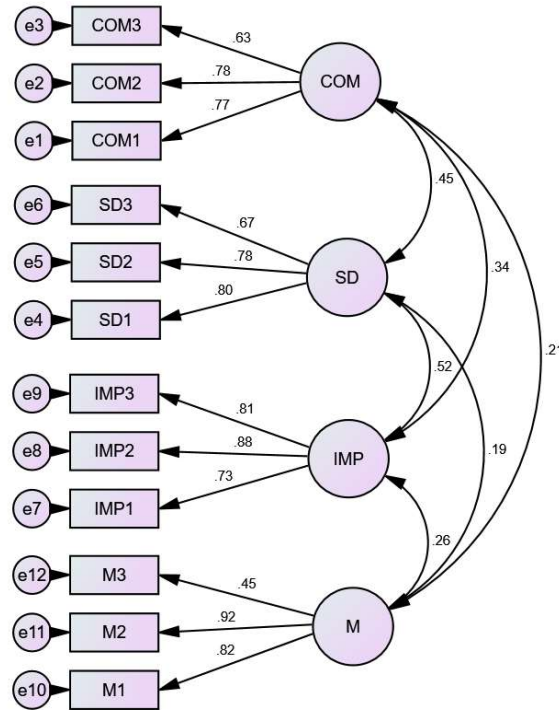 e3 COM3 .63
e2 COM2 .78 COM
e1 COM1 .77
.45
e6 SD3 .67
e5 SD2 .78 SD .34
e4 SD1 .80
.21
.52
e9 IMP3 .81
e8 IMP2 .88 IMP .19
e7 IMP1 .73
.26
e12 M3 .45
e11 M2 .92 M
e10 M1 .82